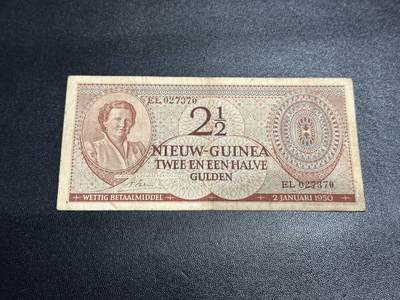 EL 027370
2½
NIEUW-GUINEA
TWEE EN EEN HALVE
GULDEN
EL 027370
WETTIG BETAALMIDDEL
2 JANUARI 1950